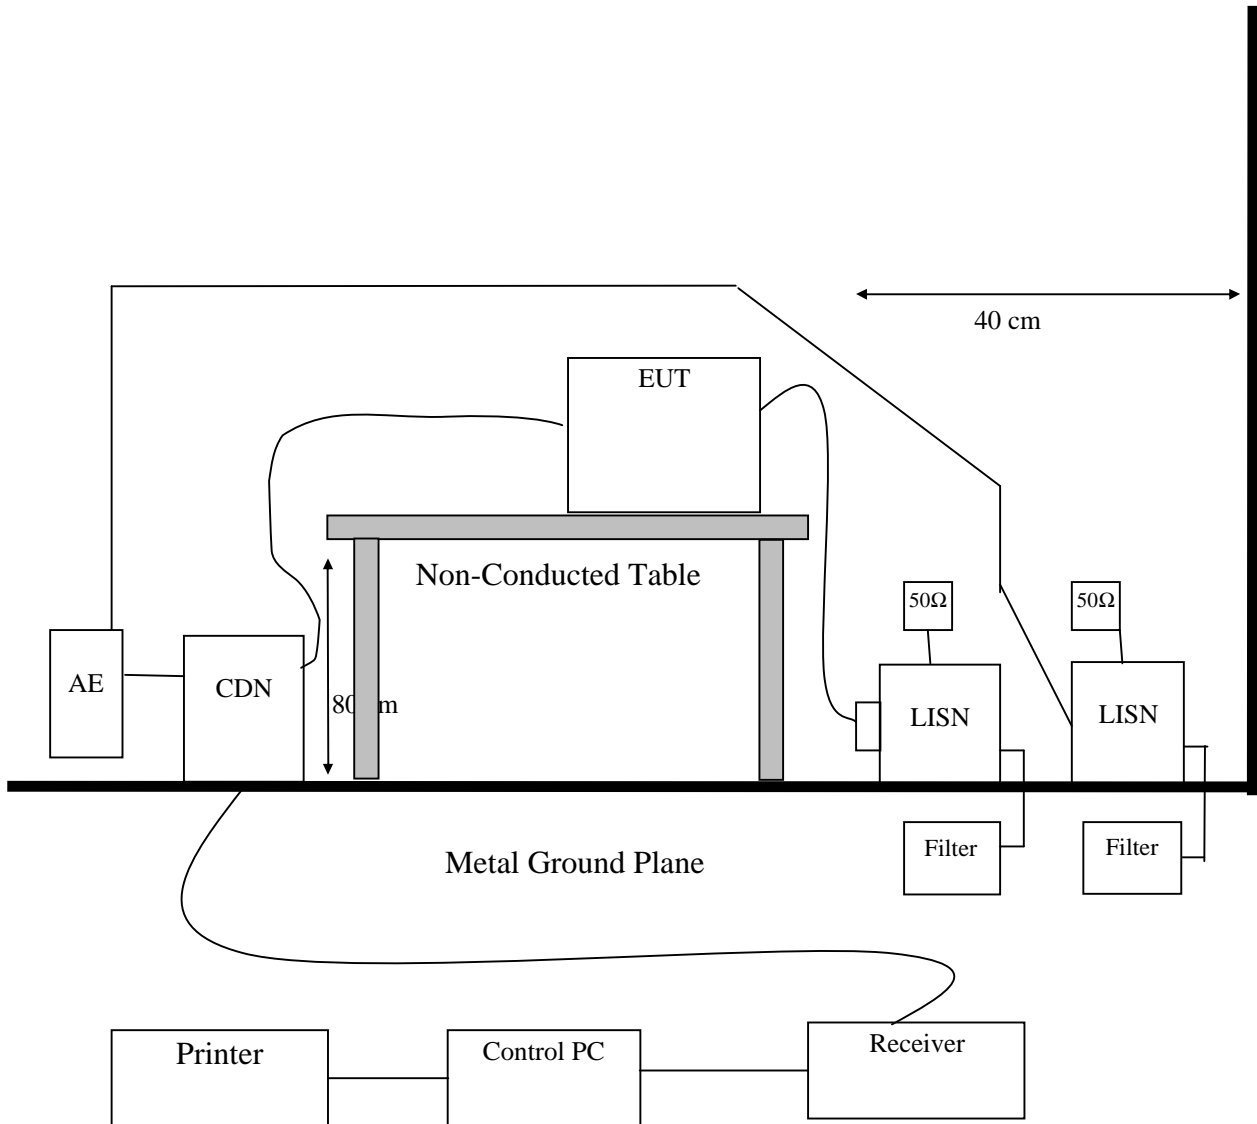 40 cm
EUT
Non-Conducted Table
50Ω
50Ω
AE
CDN
80 m
LISN
LISN
Filter
Filter
Metal Ground Plane
Printer
Control PC
Receiver